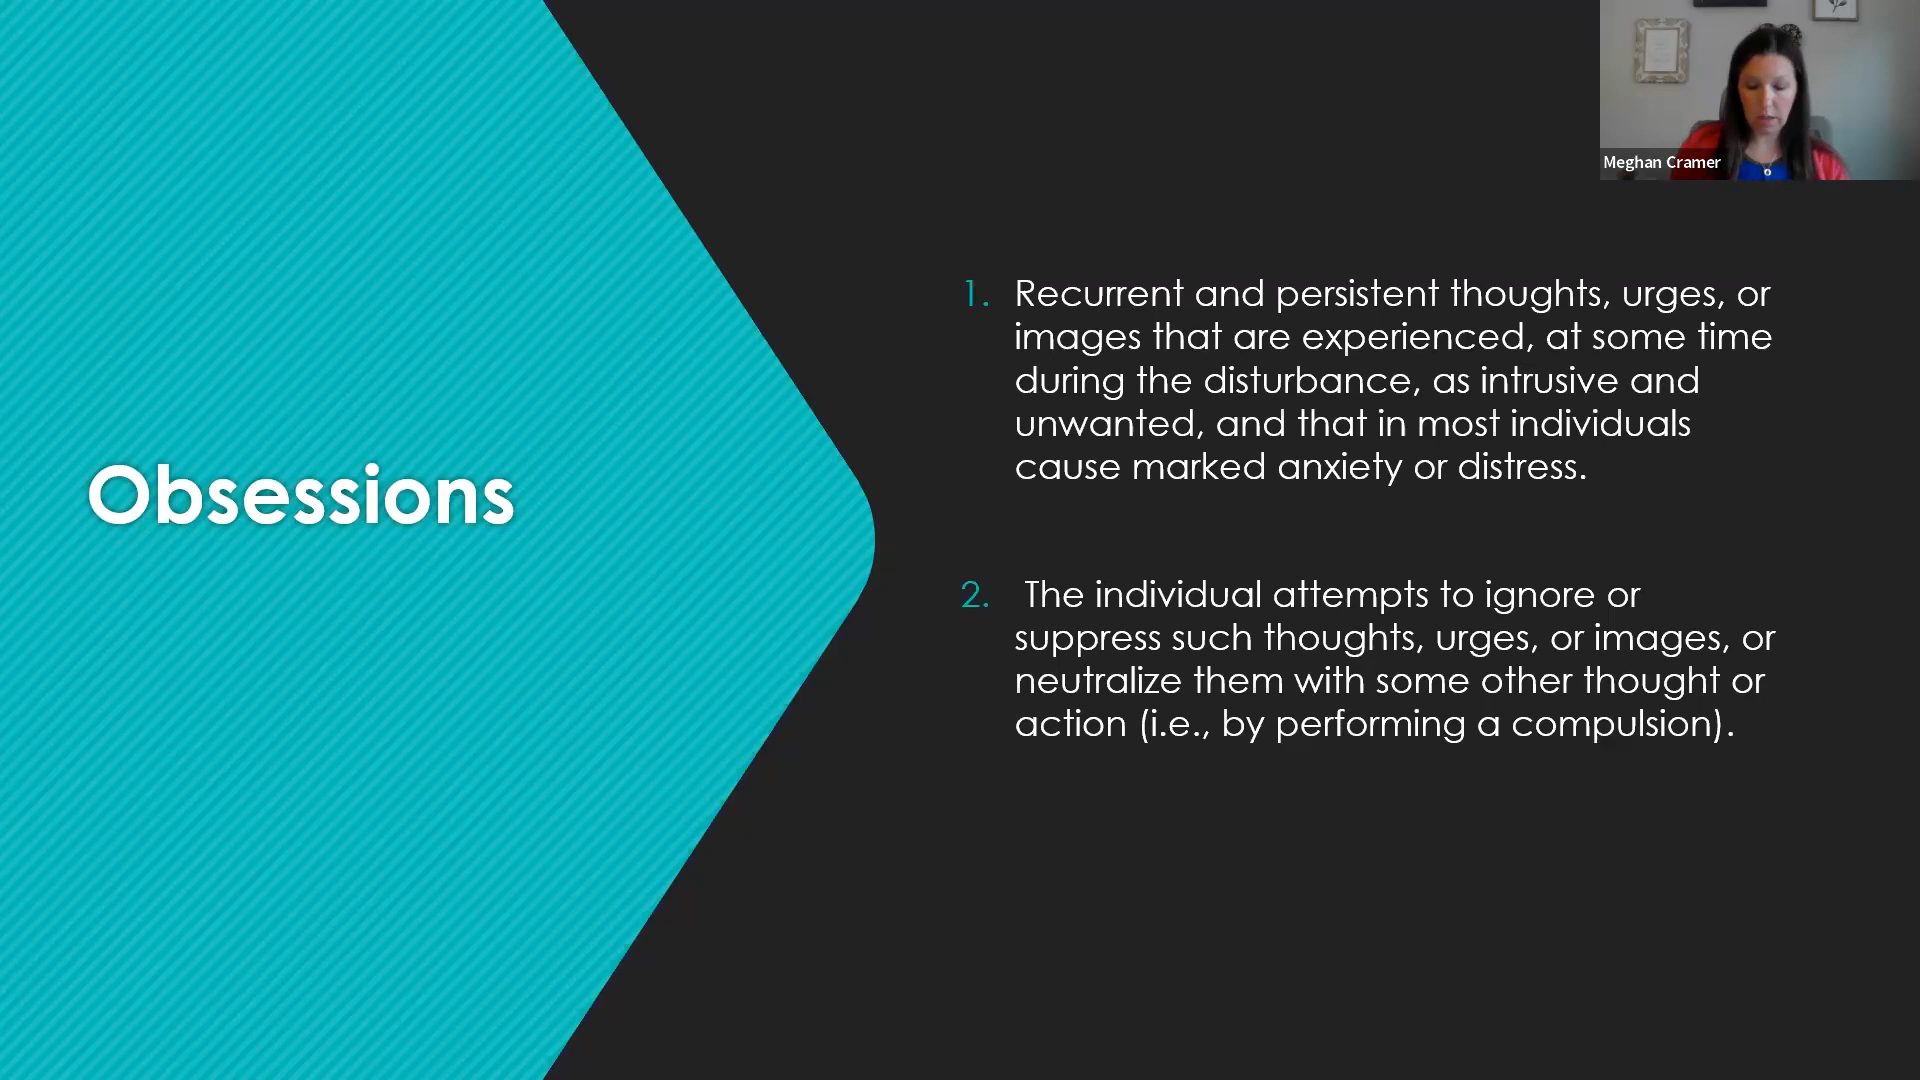 Meghan Cramer
Obsessions
1. Recurrent and persistent thoughts, urges, or
images that are experienced, at some time
during the disturbance, as intrusive and
unwanted, and that in most individuals
cause marked anxiety or distress.
2. The individual attempts to ignore or
suppress such thoughts, urges, or images, or
neutralize them with some other thought or
action (i.e., by performing a compulsion).